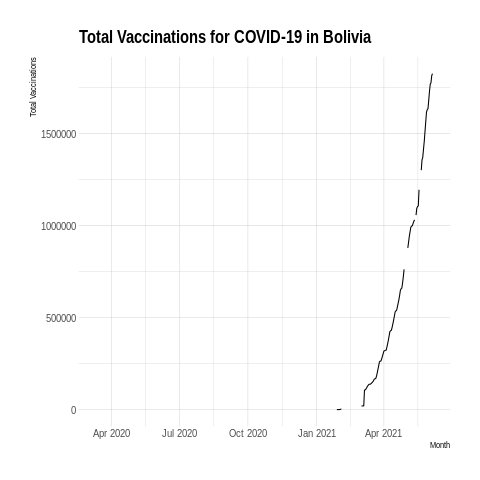 Total Vaccinations for COVID-19 in Bolivia
Total Vaccinations
1500000
1000000
500000
0
Apr 2020 Jul 2020 Oct 2020 Jan 2021 Apr 2021
Month